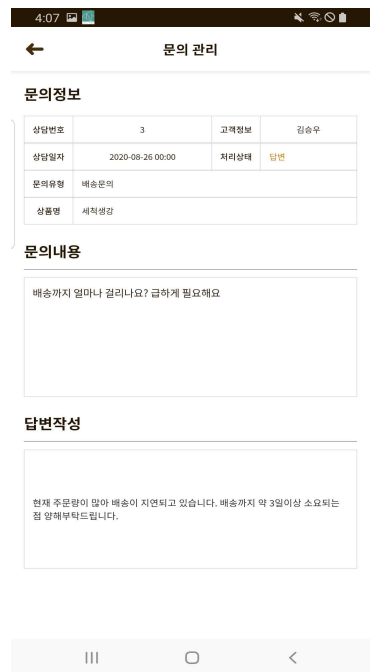 4:07
문의 관리
문의정보
상담번호 3 고객정보 김승우
상담일자 2020-08-26 00:00 처리상태 답변
문의유형 배송문의
상품명 세척생강
문의내용
배송까지 얼마나 걸리나요? 급하게 필요해요
답변작성
현재 주문량이 많아 배송이 지연되고 있습니다. 배송까지 약 3일이상 소요되는
점 양해부탁드립니다.